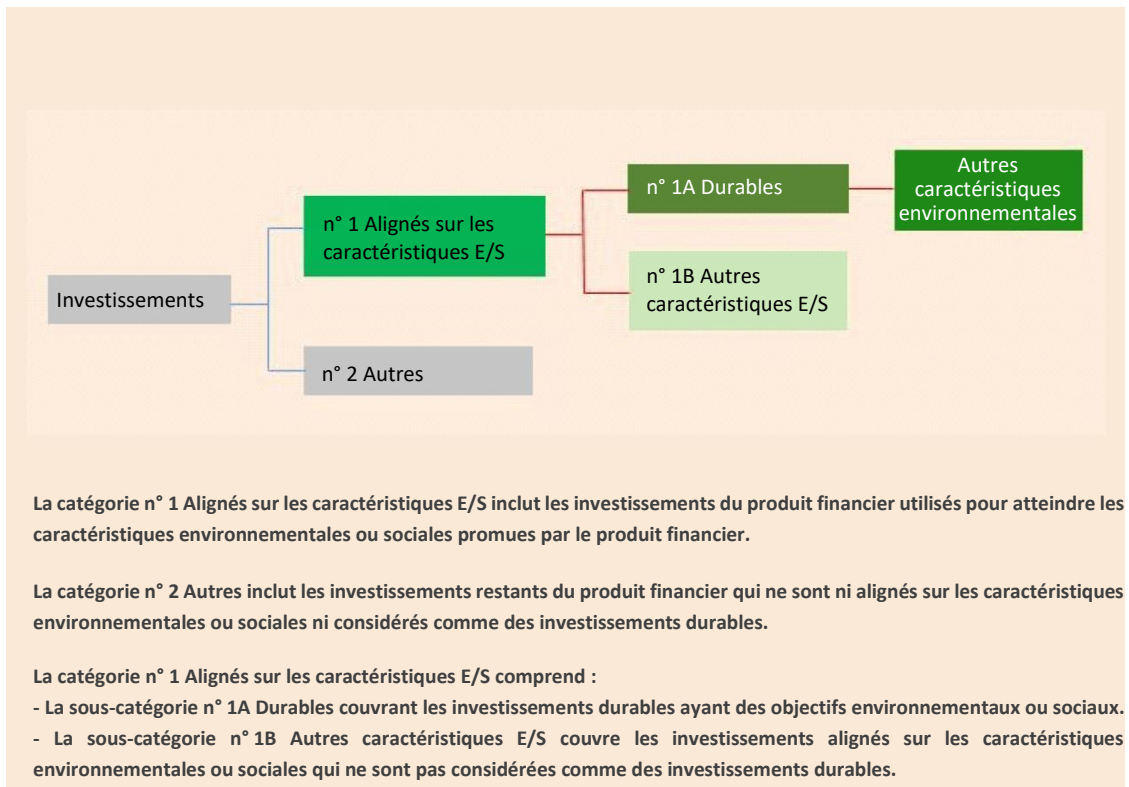 Investissements
n° 1 Alignés sur les
caractéristiques E/S
n° 2 Autres
n° 1A Durables
n° 1B Autres
caractéristiques E/S
Autres
caractéristiques
environnementales
La catégorie n° 1 Alignés sur les caractéristiques E/S inclut les investissements du produit financier utilisés pour atteindre les
caractéristiques environnementales ou sociales promues par le produit financier.
La catégorie n° 2 Autres inclut les investissements restants du produit financier qui ne sont ni alignés sur les caractéristiques
environnementales ou sociales ni considérés comme des investissements durables.
La catégorie n° 1 Alignés sur les caractéristiques E/S comprend :
- La sous-catégorie n° 1A Durables couvrant les investissements durables ayant des objectifs environnementaux ou sociaux.
- La sous-catégorie n° 1B Autres caractéristiques E/S couvre les investissements alignés sur les caractéristiques
environnementales ou sociales qui ne sont pas considérées comme des investissements durables.